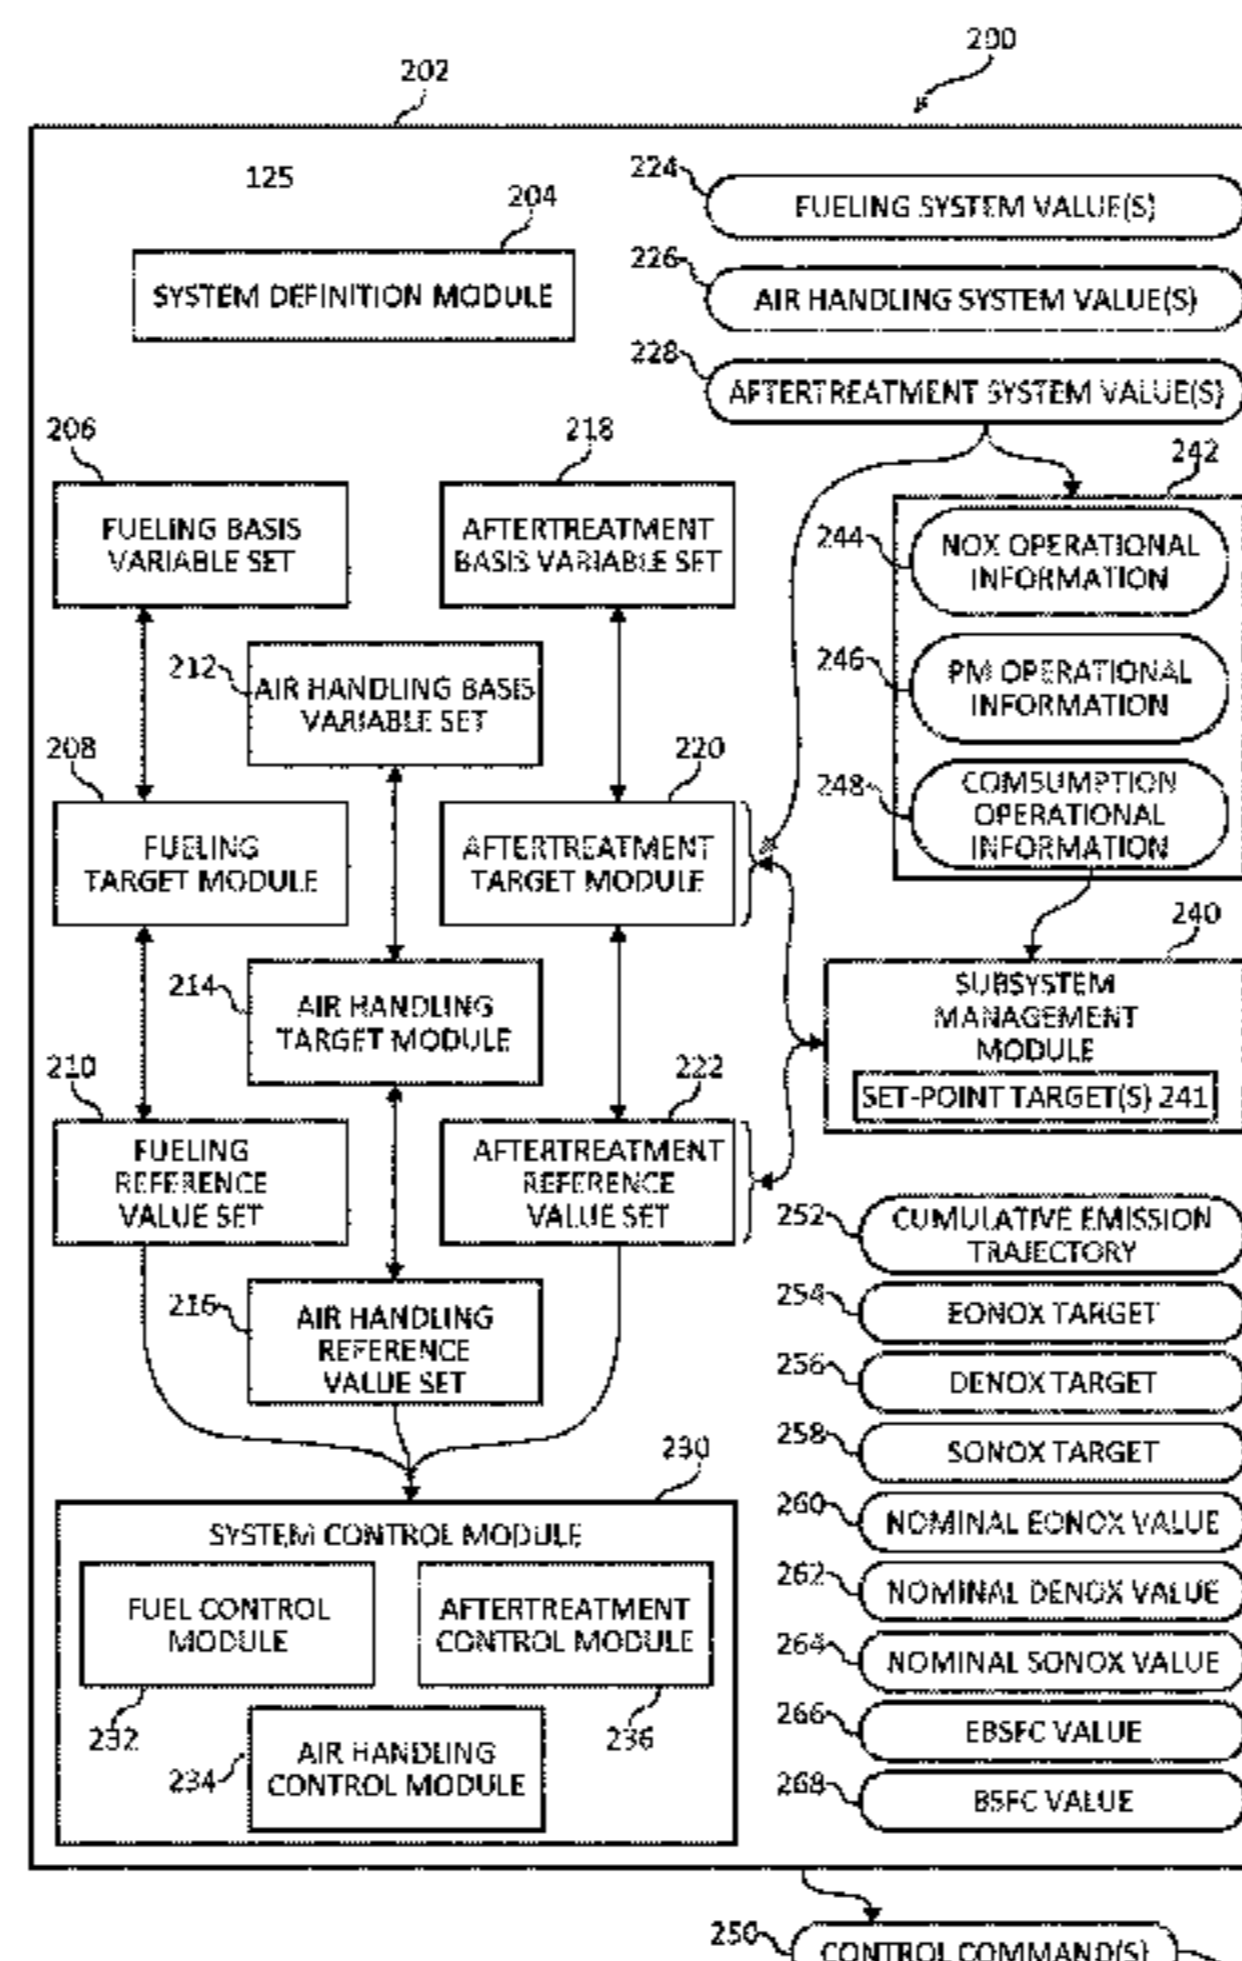 200
202
125
204
SYSTEM DEFINITION MODULE
224
FUELING SYSTEM VALUE(S)
226
AIR HANDLING SYSTEM VALUE(S)
228
AFTERTREATMENT SYSTEM VALUE(S)
206
FUELING BASIS
VARIABLE SET
218
AFTERTREATMENT
BASIS VARIABLE SET
242
244
NOX OPERATIONAL
INFORMATION
212
AIR HANDLING BASIS
VARIABLE SET
246
PM OPERATIONAL
INFORMATION
208
FUELING
TARGET MODULE
220
AFTERTREATMENT
TARGET MODULE
248
COMSUMPTION
OPERATIONAL
INFORMATION
214
AIR HANDLING
TARGET MODULE
240
SUBSYSTEM
MANAGEMENT
MODULE
SET-POINT TARGET(S) 241
210
FUELING
REFERENCE
VALUE SET
222
AFTERTREATMENT
REFERENCE
VALUE SET
216
AIR HANDLING
REFERENCE
VALUE SET
252
CUMULATIVE EMISSION
TRAJECTORY
254
EONOX TARGET
256
DENOX TARGET
258
SONOX TARGET
260
NOMINAL EONOX VALUE
262
NOMINAL DENOX VALUE
264
NOMINAL SONOX VALUE
266
EBSFC VALUE
268
BSFC VALUE
230
SYSTEM CONTROL MODULE
FUEL CONTROL
MODULE
232
AFTERTREATMENT
CONTROL MODULE
236
234
AIR HANDLING
CONTROL MODULE
250
CONTROL COMMAND(S)